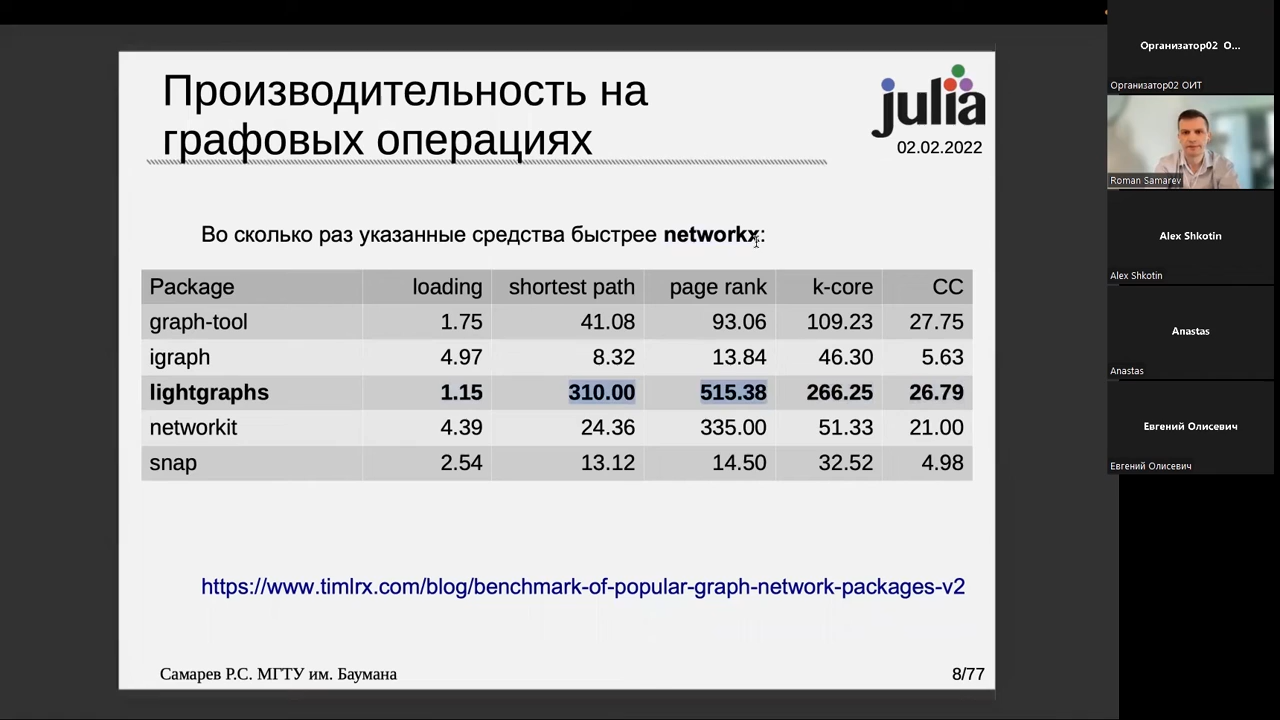 Производительность на
графовых операциях
julia
02.02.2022
Во сколько раз указанные средства быстрее networkx:
Package loading shortest path page rank k-core CC
graph-tool 1.75 41.08 93.06 109.23 27.75
igraph 4.97 8.32 13.84 46.30 5.63
lightgraphs 1.15 310.00 515.38 266.25 26.79
networkit 4.39 24.36 335.00 51.33 21.00
snap 2.54 13.12 14.50 32.52 4.98
https://www.timlrx.com/blog/benchmark-of-popular-graph-network-packages-v2
Самарев Р.С. МГТУ им. Баумана
8/77
Организатор02 О...
Организатор02 ОИТ
Roman Samarev
Alex Shkotin
Alex Shkotin
Anastas
Anastas
Евгений Олисевич
Евгений Олисевич